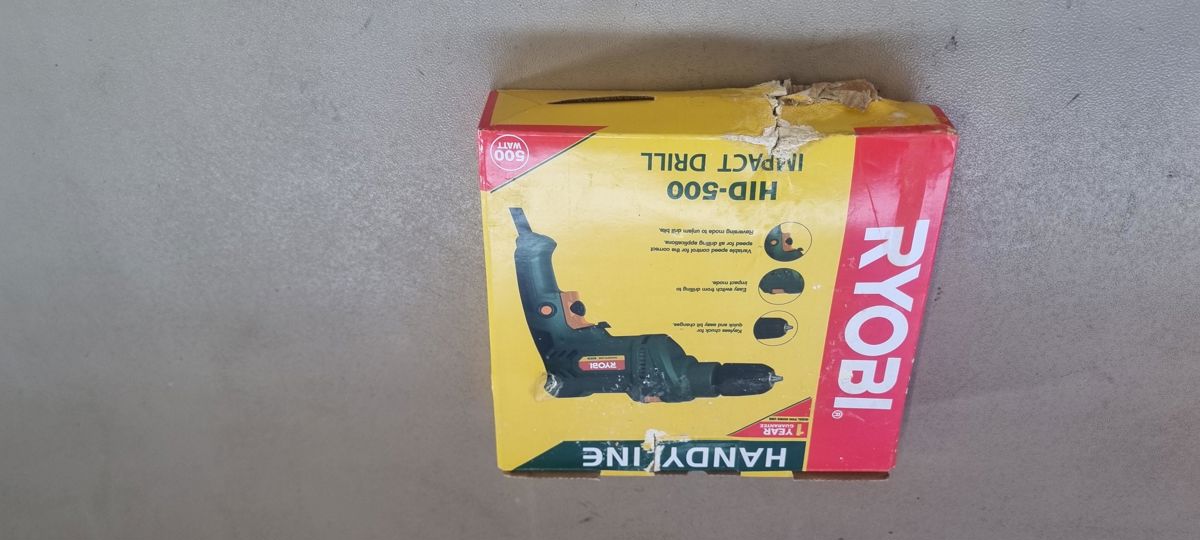 HANDYLINE
RYOBI®
1 YEAR
GUARANTEE
RYOBI
Keyless chuck for
quick and easy bit changes.
Easy switch from drilling to
impact mode.
Variable speed control for the correct
speed for all drilling applications.
Reversing mode to unjam drill bits.
HID-500
IMPACT DRILL
500
WATT